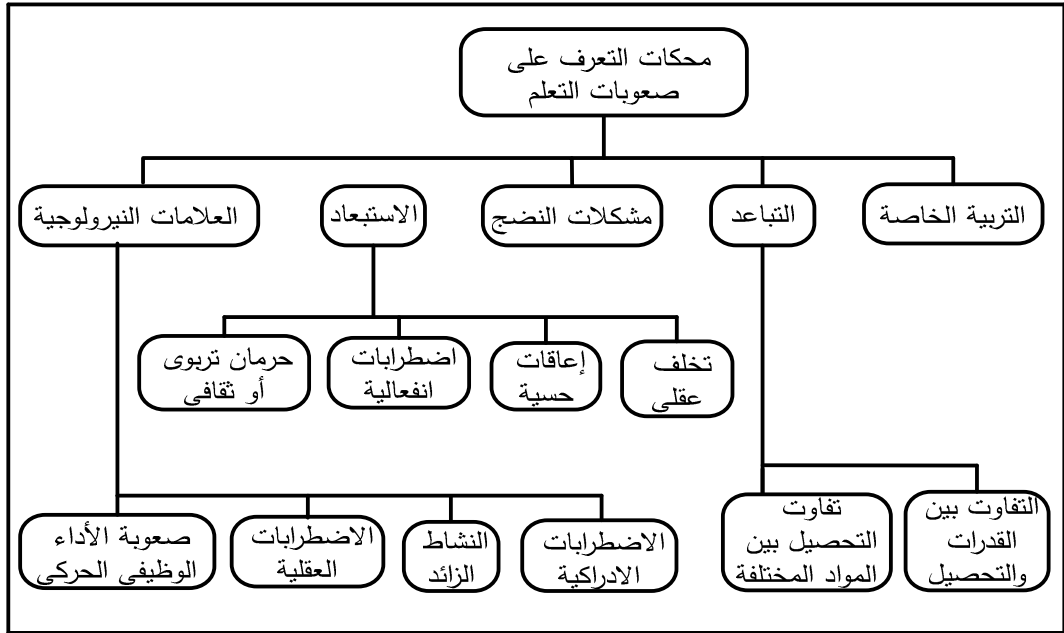 محكات التعرف على
صعوبات التعلم
التربية الخاصة
التباعد
مشكلات النضج
الاستبعاد
العلامات النيرولوجية
تخلف
عقلى
إعاقات
حسية
اضطرابات
انفعالية
حرمان تربوى
أو ثقافى
التفاوت بين
القدرات
والتحصيل
تفاوت
التحصيل بين
المواد المختلفة
الاضطرابات
الادراكية
النشاط
الزائد
الاضطرابات
العقلية
صعوبة الأداء
الوظيفى الحركى